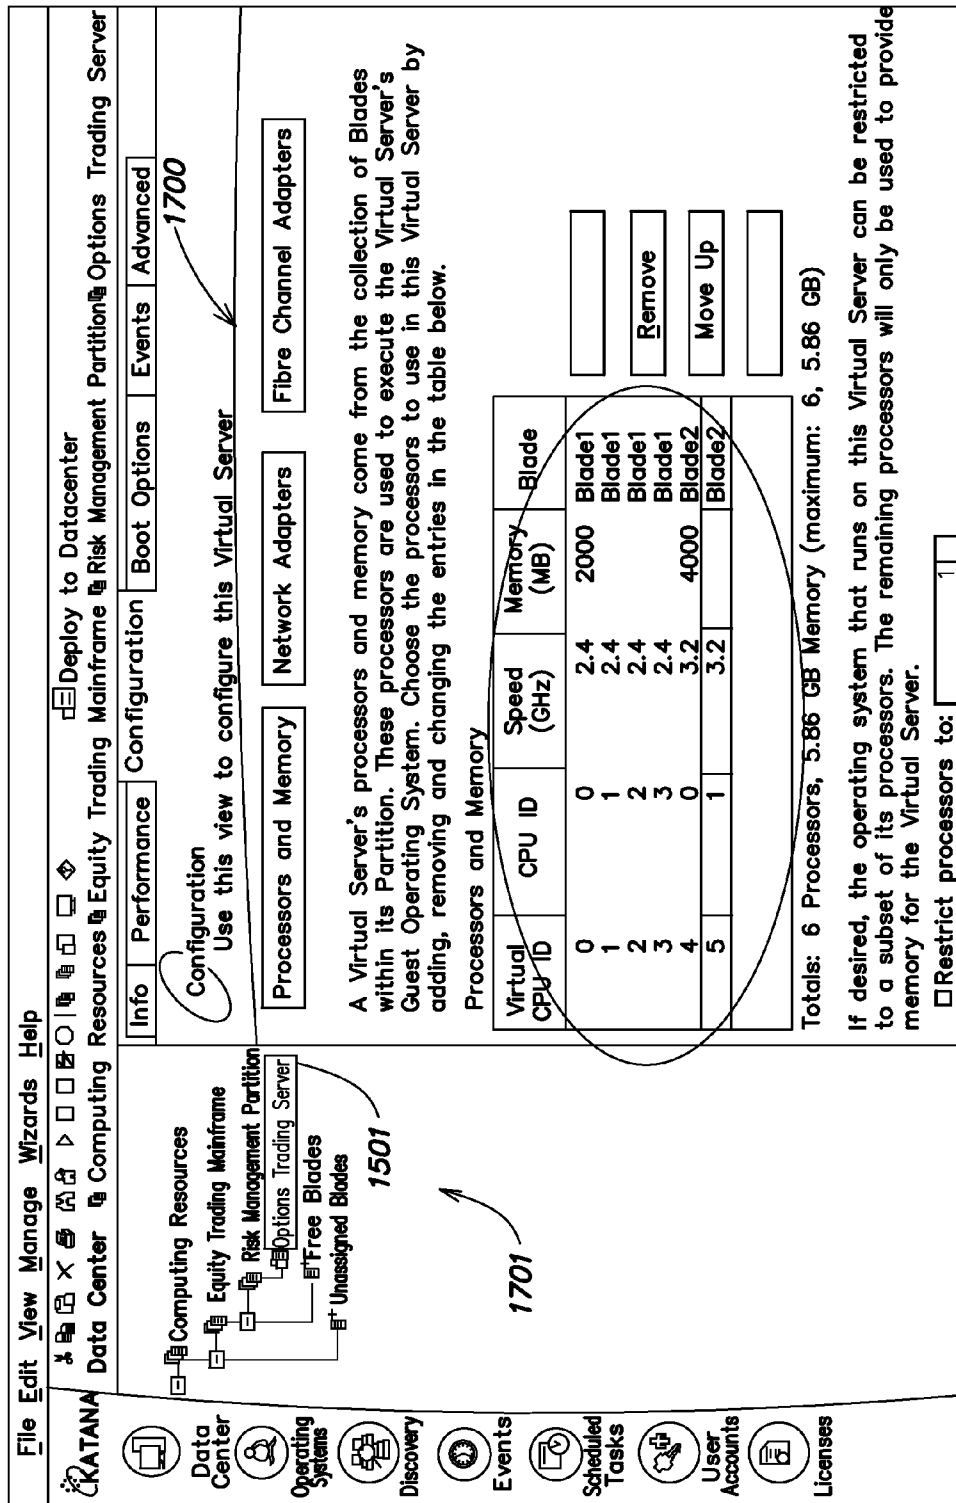 File Edit View Manage Wizards Help
Deploy to Datacenter
KATANA Data Center Computing Resources Equity Trading Mainframe Risk Management Partition Options Trading Server
Data Center
Operating Systems
Discovery
Events
Scheduled Tasks
User Accounts
Licenses
Computing Resources
Equity Trading Mainframe
Risk Management Partition
Options Trading Server
Free Blades
Unassigned Blades
1501
1701
Info Performance Configuration Boot Options Events Advanced
1700
Configuration
Use this view to configure this Virtual Server
Processors and Memory Network Adapters Fibre Channel Adapters
A Virtual Server's processors and memory come from the collection of Blades
within its Partition. These processors are used to execute the Virtual Server's
Guest Operating System. Choose the processors to use in this Virtual Server by
adding, removing and changing the entries in the table below.
Processors and Memory
Virtual CPU ID CPU ID Speed (GHz) Memory (MB) Blade
0 0 2.4 2000 Blade1
1 1 2.4 Blade1
2 2 2.4 Blade1
3 3 2.4 Blade1
4 0 3.2 4000 Blade2
5 1 3.2 Blade2
Remove
Move Up
Totals: 6 Processors, 5.86 GB Memory (maximum: 6, 5.86 GB)
If desired, the operating system that runs on this Virtual Server can be restricted
to a subset of its processors. The remaining processors will only be used to provide
memory for the Virtual Server.
Restrict processors to: 1